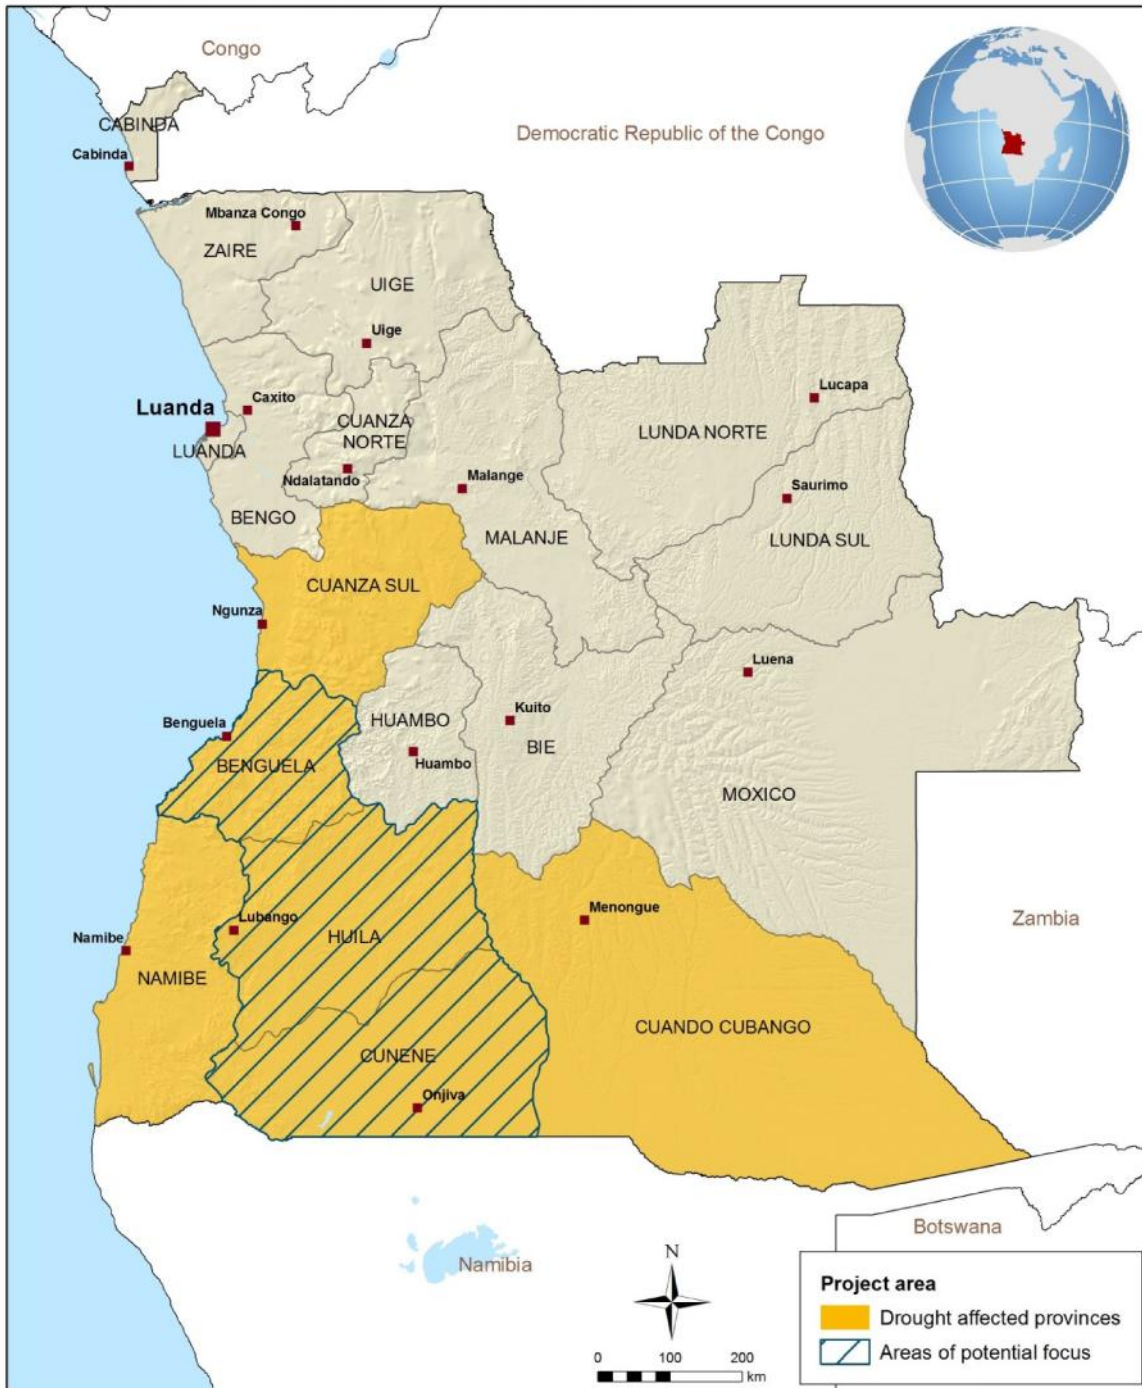 Congo
CABINDA
Cabinda
Democratic Republic of the Congo
Mbanza Congo
ZAIRE
UIGE
Uige
Lucapa
Caxito
Luanda
CUANZA
NORTE
LUNDA NORTE
LUANDA
Ndalatando
Malange
Saurimo
BENGO
MALANJE
LUNDA SUL
CUANZA SUL
Ngunza
Luena
Kuito
HUAMBO
Benguela
BIE
Huambo
BENGUELA
MOXICO
Menongue
Zambia
Lubango
HUILA
Namibe
NAMIBE
CUANDO CUBANGO
CUNENE
Onjiva
Botswana
Namibia
N
Project area
Drought affected provinces
Areas of potential focus
0 100 200
km